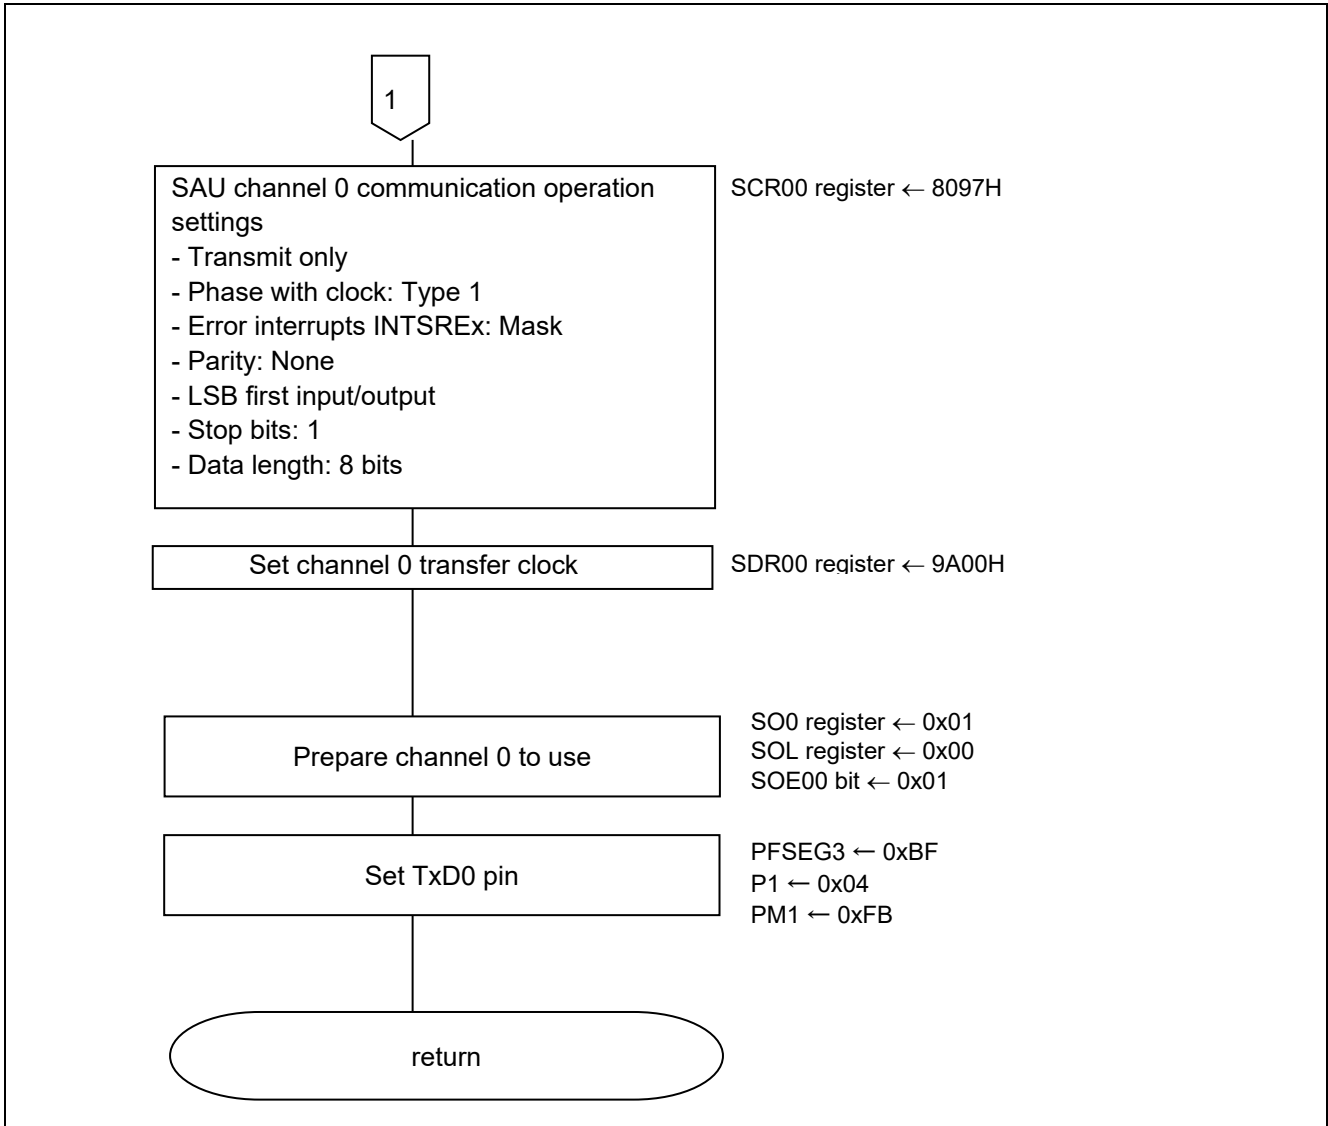 1
SAU channel 0 communication operation
settings
- Transmit only
- Phase with clock: Type 1
- Error interrupts INTSREx: Mask
- Parity: None
- LSB first input/output
- Stop bits: 1
- Data length: 8 bits
SCR00 register ← 8097H
Set channel 0 transfer clock
SDR00 register ← 9A00H
Prepare channel 0 to use
SO0 register ← 0x01
SOL register ← 0x00
SOE00 bit ← 0x01
Set TxD0 pin
PFSEG3 ← 0xBF
P1 ← 0x04
PM1 ← 0xFB
return